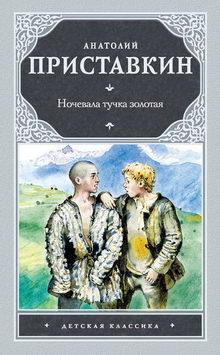 АНАТОЛИЙ
ПРИСТАВКИН
Ночевала тучка золотая
ДЕТСКАЯ КЛАССИКА